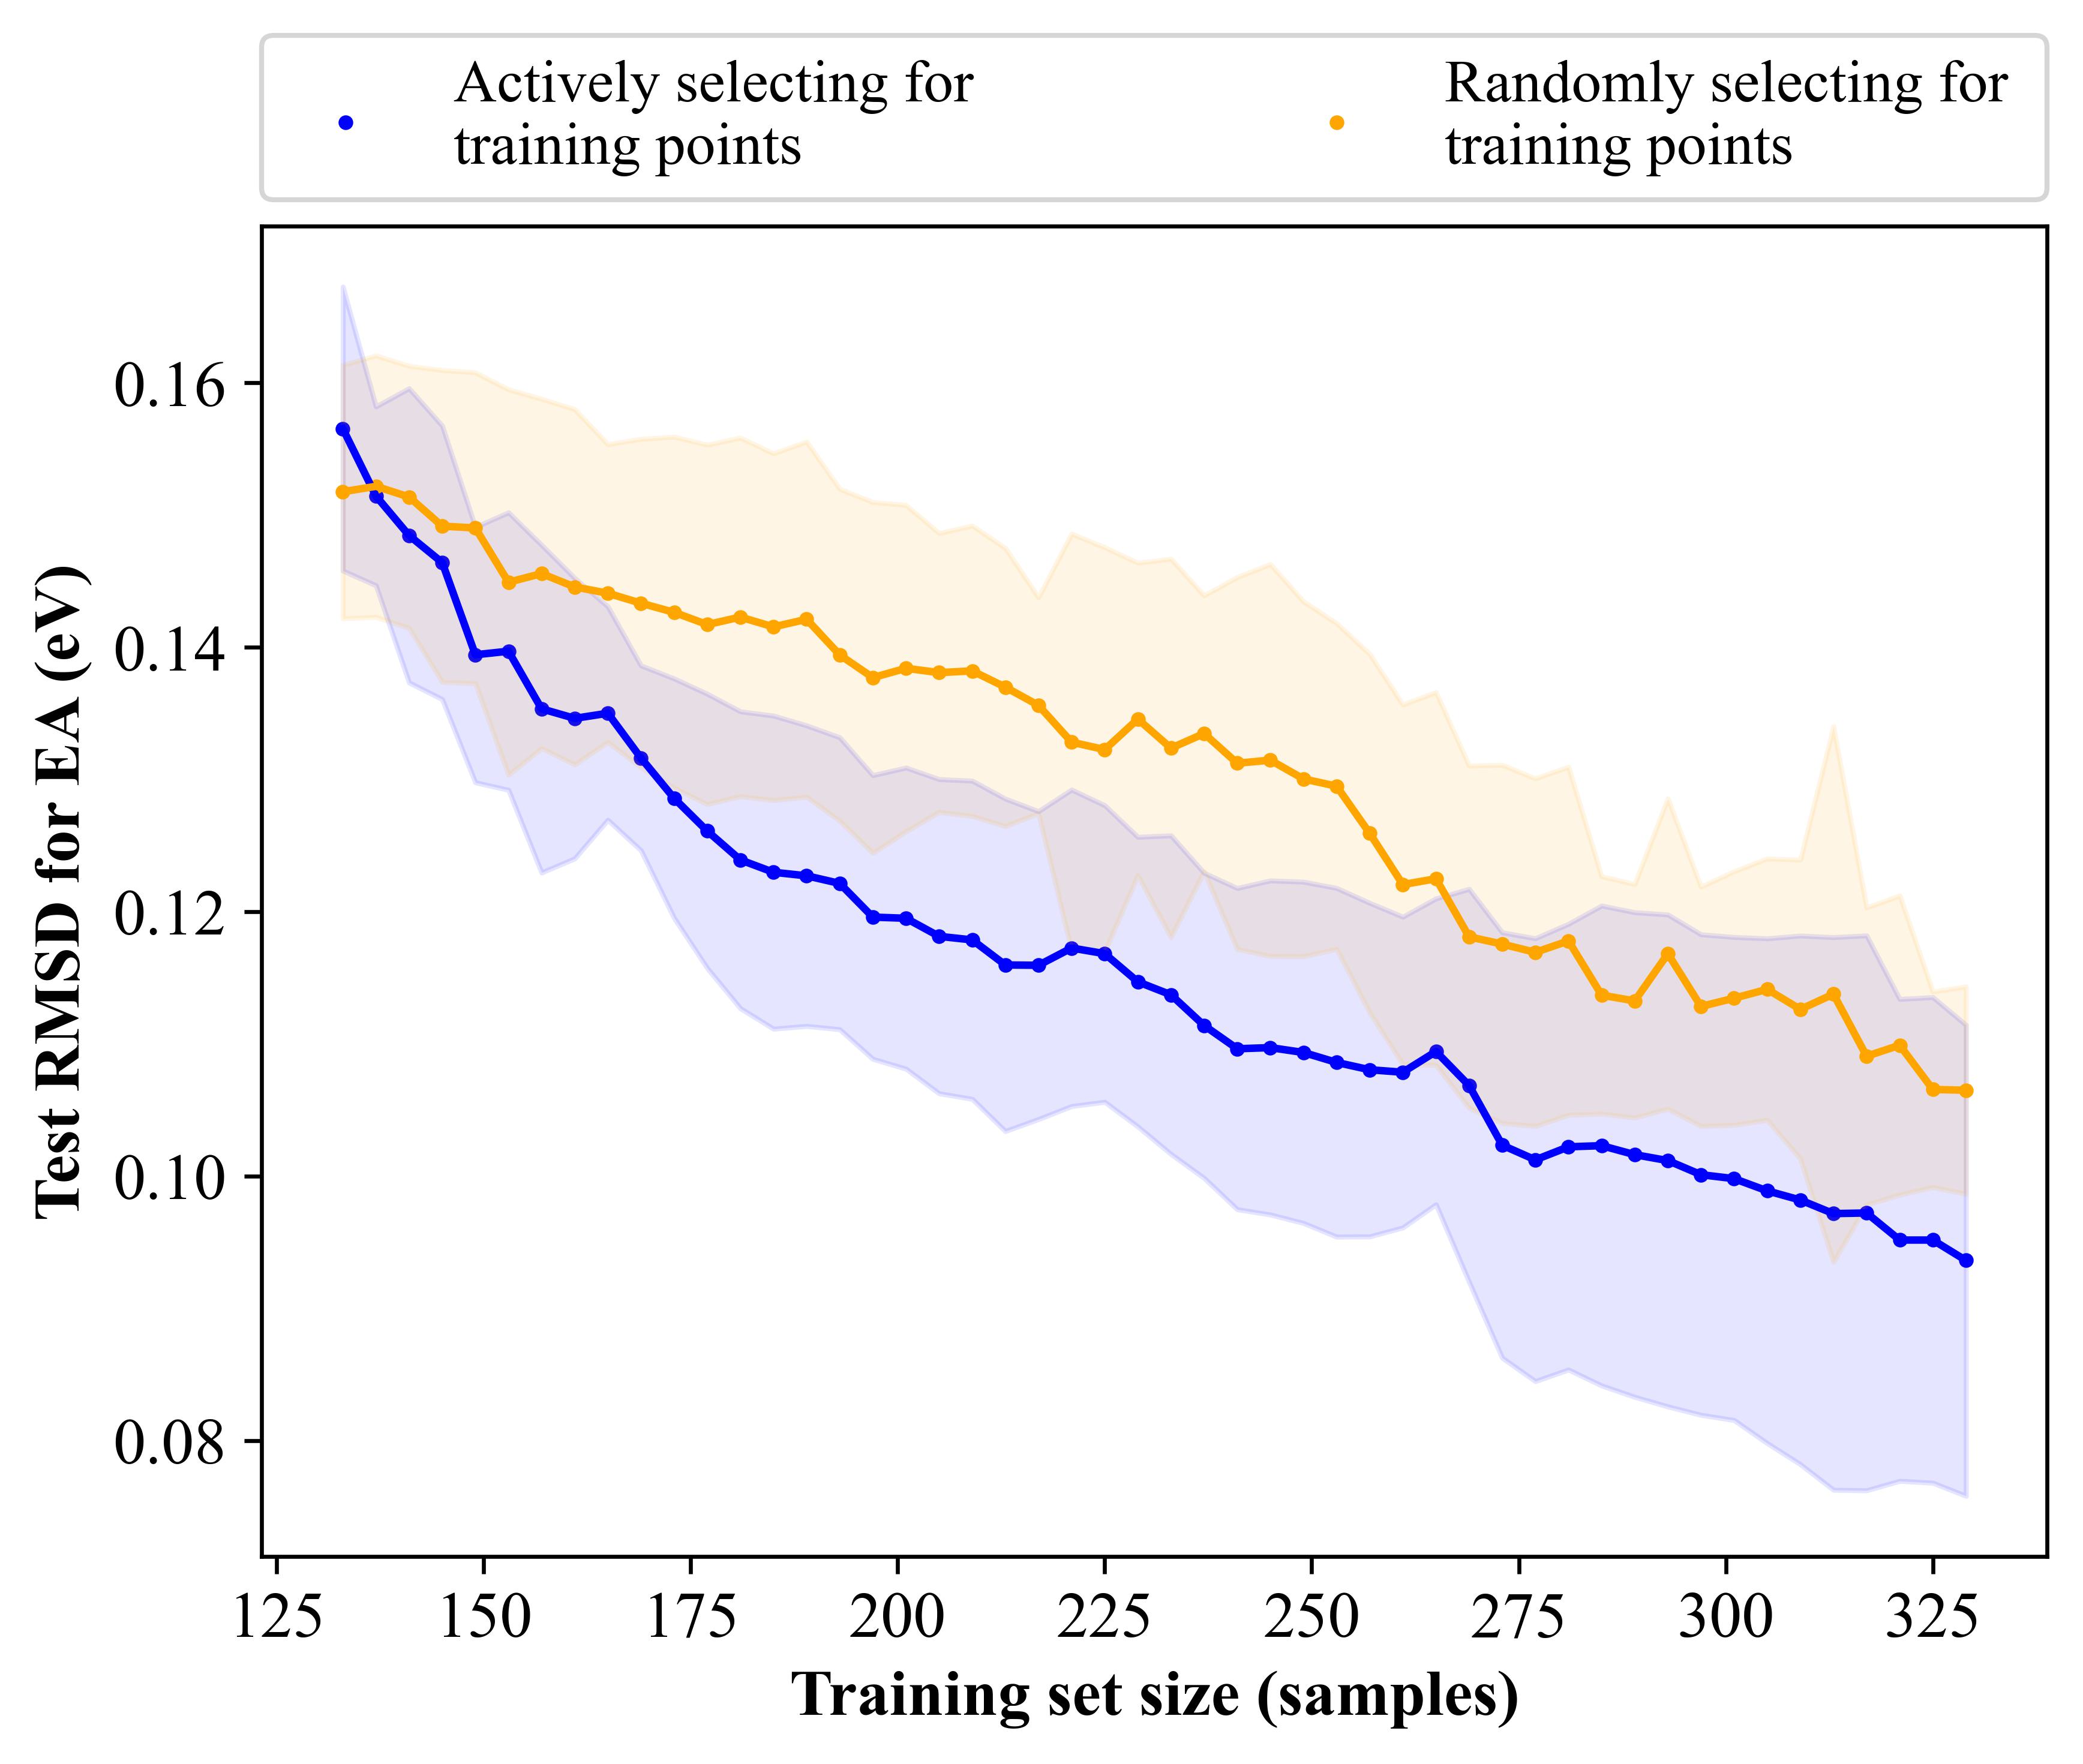 Actively selecting for
training points
Randomly selecting for
training points
Test RMSD for EA (eV)
0.16
0.14
0.12
0.10
0.08
125 150 175 200 225 250 275 300 325
Training set size (samples)